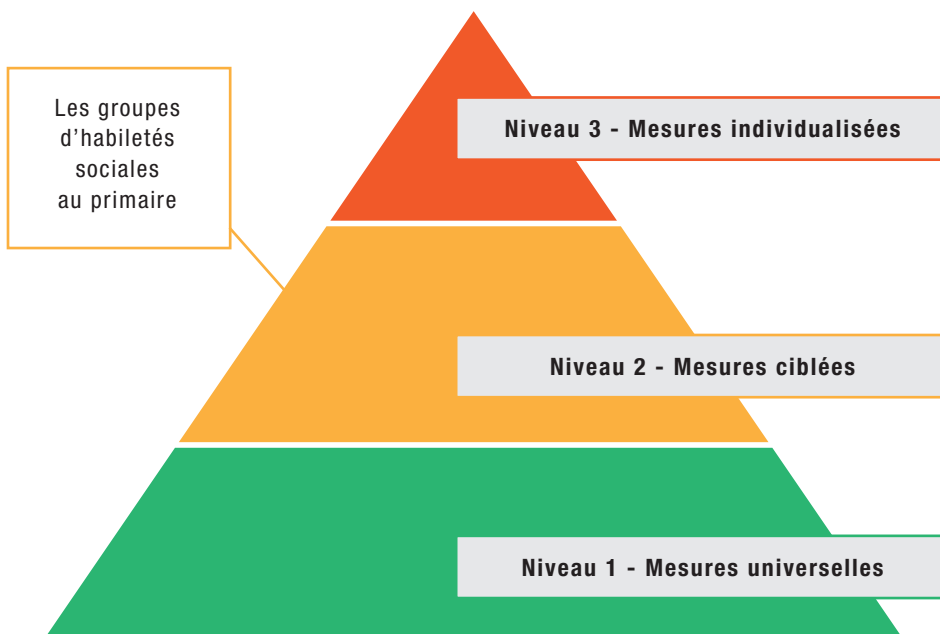 Les groupes
d'habiletés
sociales
au primaire
Niveau 3 - Mesures individualisées
Niveau 2 - Mesures ciblées
Niveau 1 - Mesures universelles